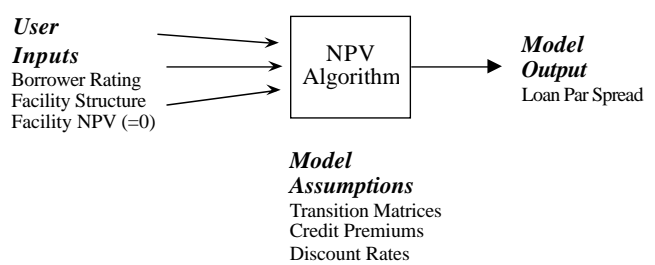 User
Inputs
Borrower Rating
Facility Structure
Facility NPV (=0)
NPV
Algorithm
Model
Output
Loan Par Spread
Model
Assumptions
Transition Matrices
Credit Premiums
Discount Rates